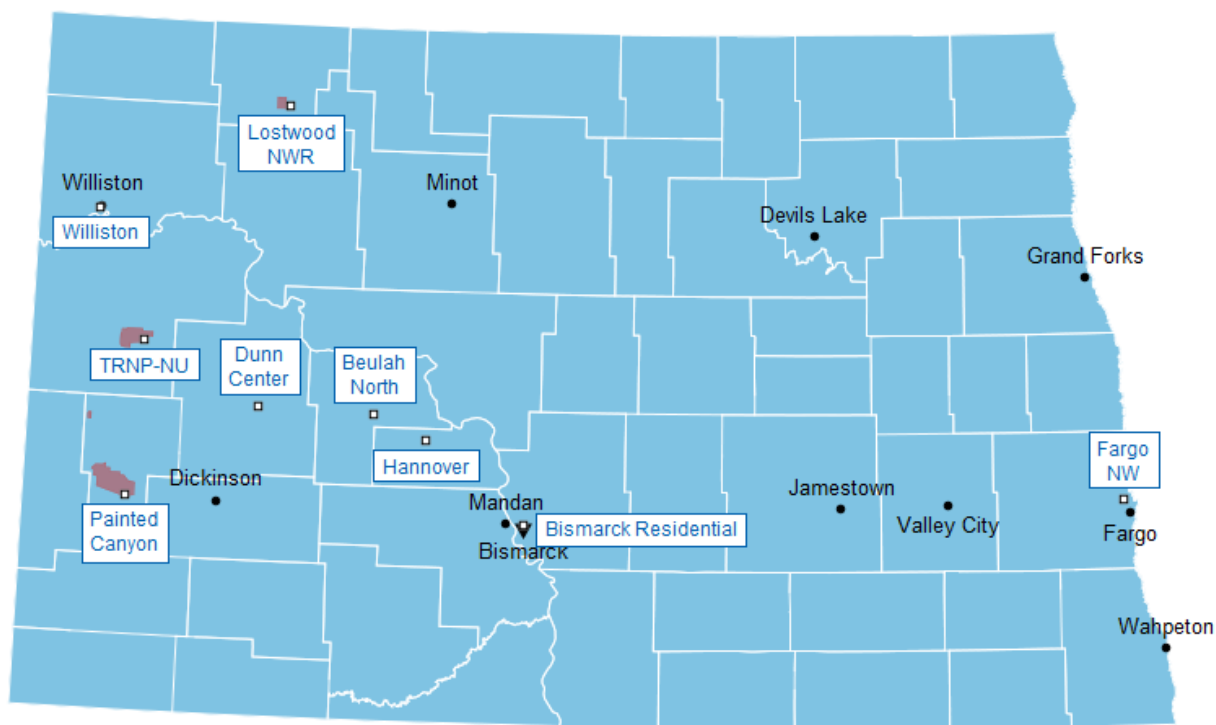 Lostwood
NWR
Williston
Minot
Williston
Devils Lake
Grand Forks
TRNP-NU
Dunn
Center
Beulah
North
Hannover
Fargo
NW
Dickinson
Mandan
Jamestown
Painted
Canyon
Bismarck Residential
Valley City
Fargo
Bismarck
Wahpeton